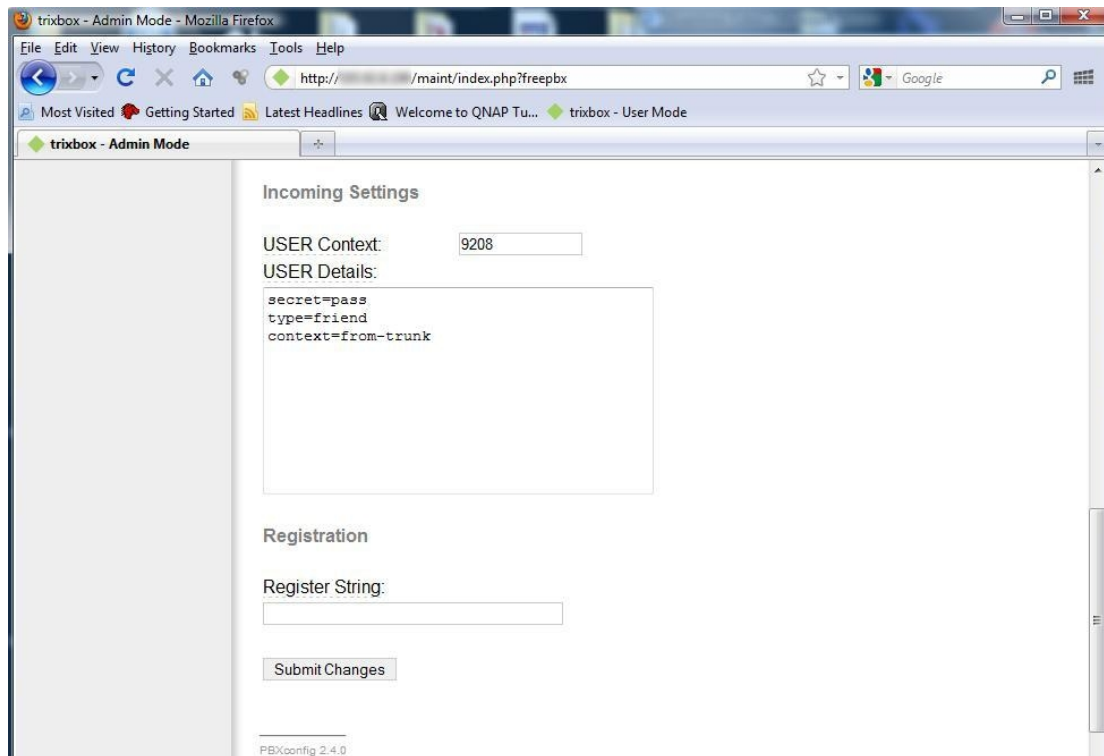 trixbox - Admin Mode - Mozilla Firefox
File Edit View History Bookmarks Tools Help
http:// /maint/index.php?freepbx
Google
Most Visited Getting Started Latest Headlines Welcome to QNAP Tu... trixbox - User Mode
trixbox - Admin Mode
Incoming Settings
USER Context: 9208
USER Details:
secret=pass
type=friend
context=from-trunk
Registration
Register String:
Submit Changes
PBXconfig 2.4.0